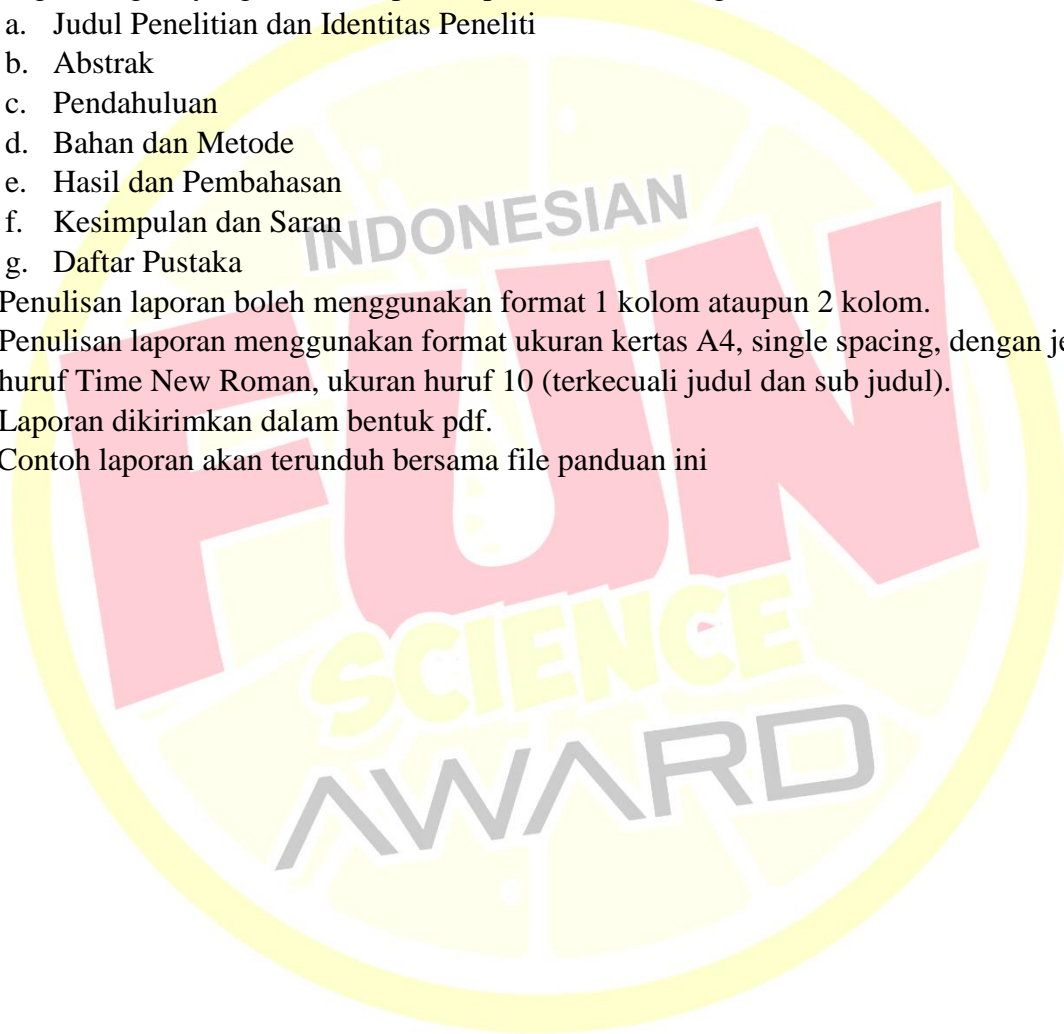 a. Judul Penelitian dan Identitas Peneliti
b. Abstrak
c. Pendahuluan
d. Bahan dan Metode
e. Hasil dan Pembahasan
f. Kesimpulan dan Saran
g. Daftar Pustaka
Penulisan laporan boleh menggunakan format 1 kolom ataupun 2 kolom.
Penulisan laporan menggunakan format ukuran kertas A4, single spacing, dengan je
huruf Time New Roman, ukuran huruf 10 (terkecuali judul dan sub judul).
Laporan dikirimkan dalam bentuk pdf.
Contoh laporan akan terunduh bersama file panduan ini
INDONESIAN
FUN
SCIENCE
AWARD